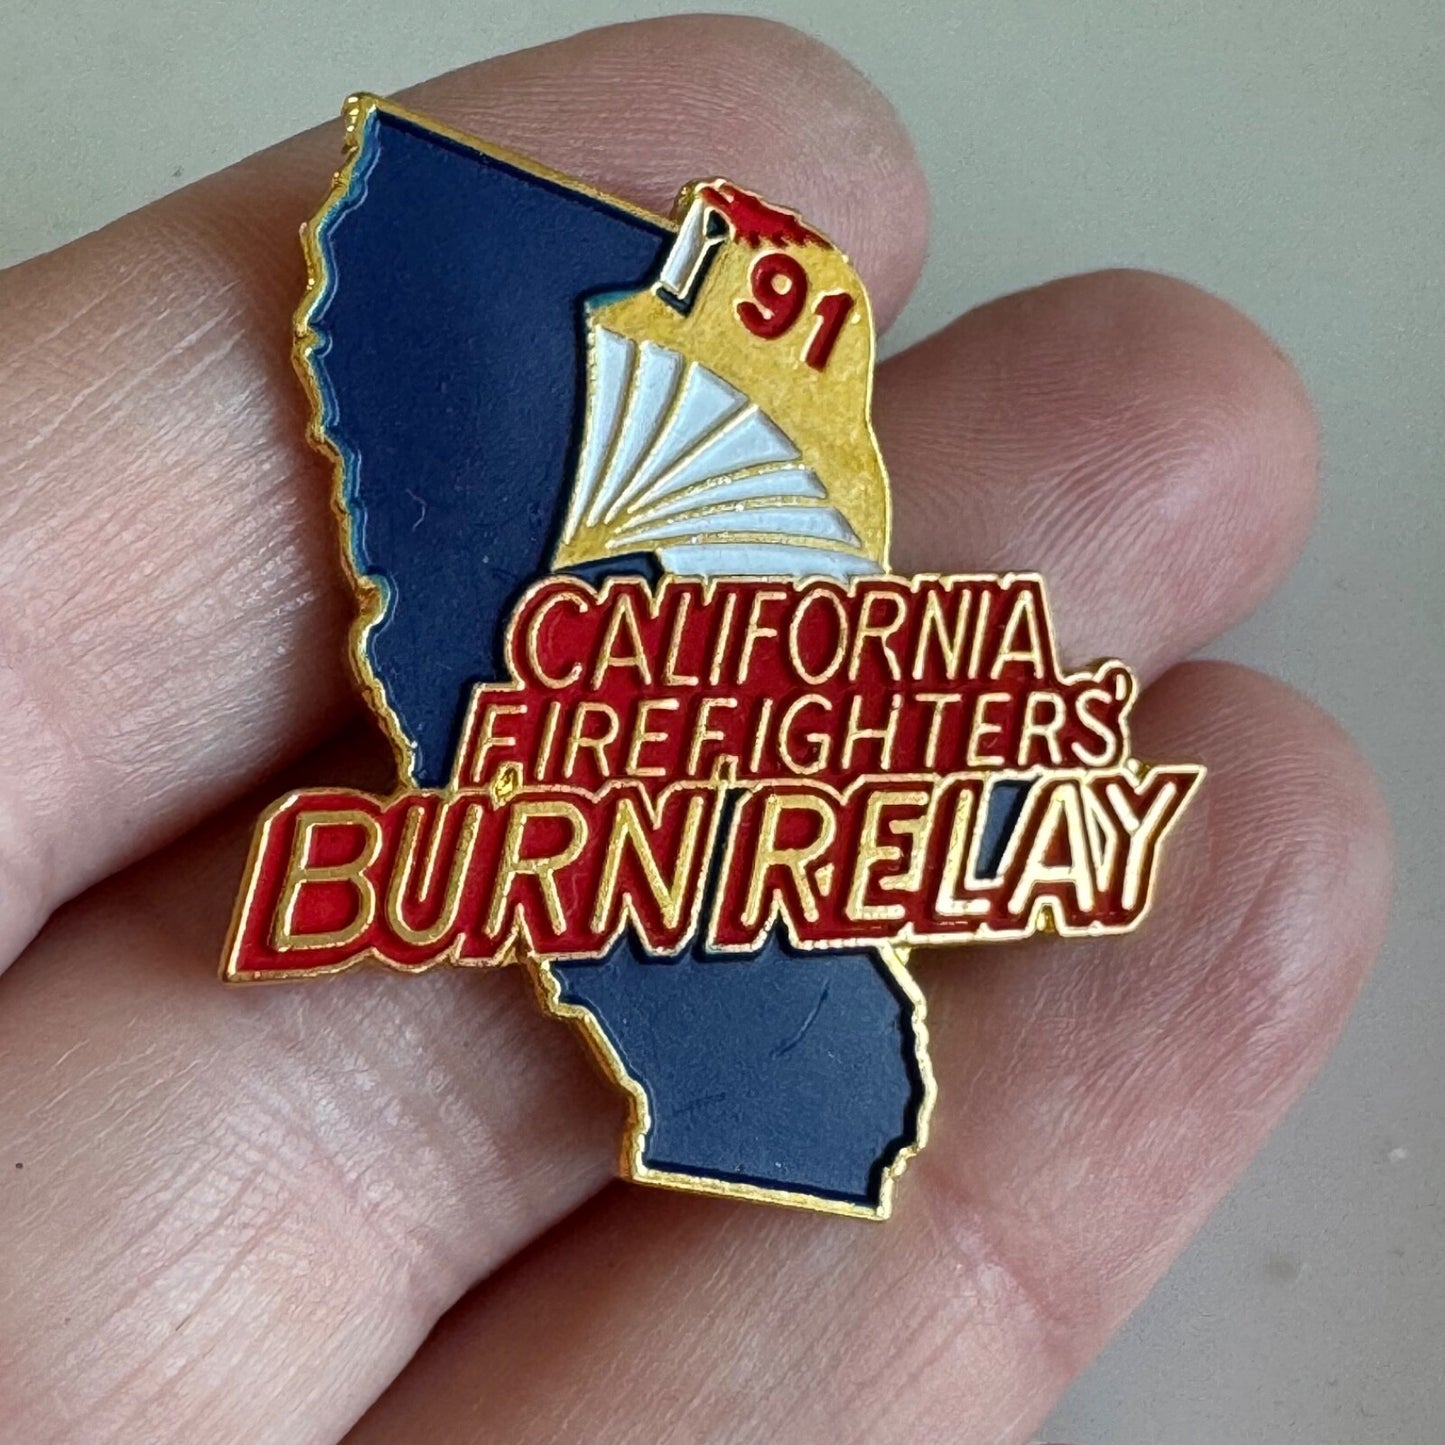 91
CALIFORNIA
FIREFIGHTERS'
BURN RELAY